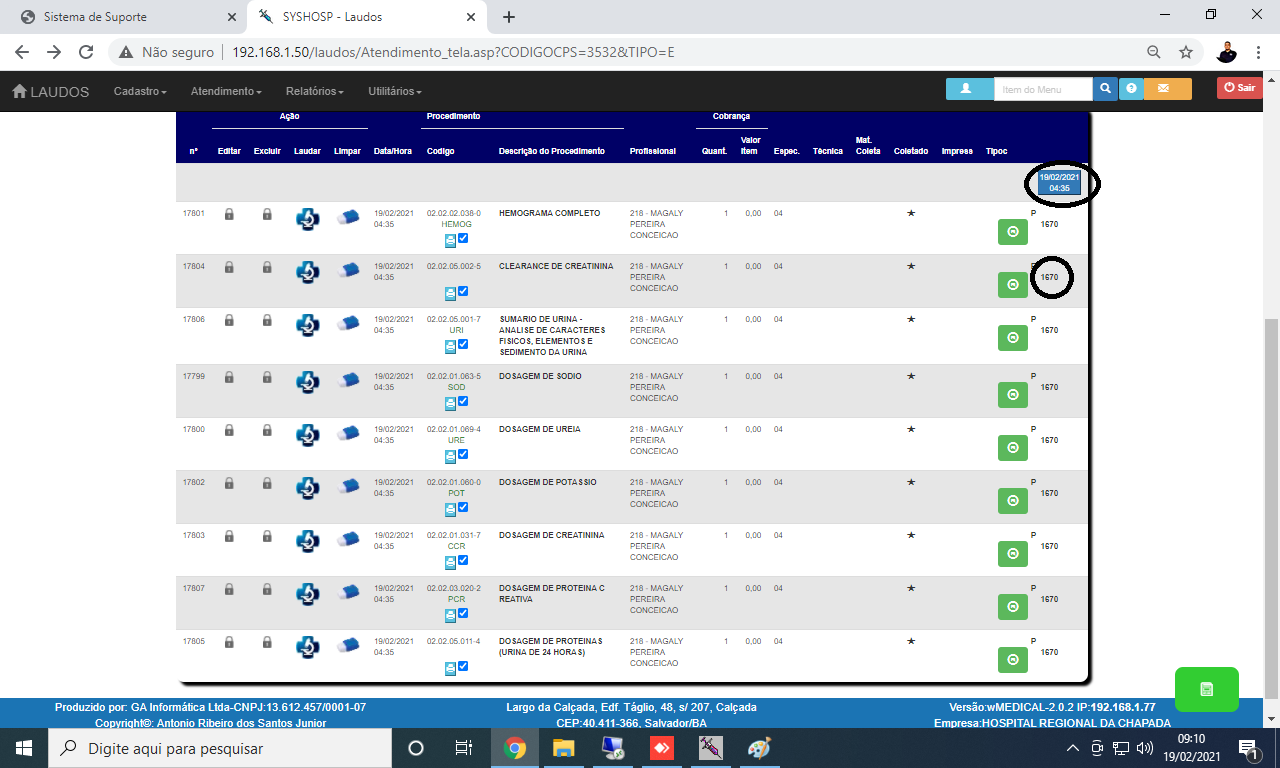 Sistema de Suporte
SYSHOSP - Laudos
Não seguro
192.168.1.50/laudos/Atendimento_tela.asp?CODIGOCPS=3532&TIPO=E
LAUDOS
Cadastro
Atendimento
Relatórios
Utilitários
Item do Menu
Sair
Ação Procedimento Cobrança
nº Editar Excluir Laudar Limpar Data/Hora Codigo Descrição do Procedimento Profissional Quant. Valor Item Espec. Técnica Mat. Coleta Coletado Impress Tipoc
19/02/2021
04:35
17801 19/02/2021 02.02.02.038-0 HEMOGRAMA COMPLETO 218 - MAGALY 1 0,00 04 ★ P
04:35 HEMOG PEREIRA 1670
CONCEICAO
17804 19/02/2021 02.02.05.002-5 CLEARANCE DE CREATININA 218 - MAGALY 1 0,00 04 ★ P
04:35 PEREIRA 1670
CONCEICAO
17806 19/02/2021 02.02.05.001-7 SUMARIO DE URINA - 218 - MAGALY 1 0,00 04 ★ P
04:35 URI ANALISE DE CARACTERES PEREIRA 1670
FISICOS, ELEMENTOS E CONCEICAO
SEDIMENTO DA URINA
17799 19/02/2021 02.02.01.063-5 DOSAGEM DE SODIO 218 - MAGALY 1 0,00 04 ★ P
04:35 SOD PEREIRA 1670
CONCEICAO
17800 19/02/2021 02.02.01.069-4 DOSAGEM DE UREIA 218 - MAGALY 1 0,00 04 ★ P
04:35 URE PEREIRA 1670
CONCEICAO
17802 19/02/2021 02.02.01.060-0 DOSAGEM DE POTASSIO 218 - MAGALY 1 0,00 04 ★ P
04:35 POT PEREIRA 1670
CONCEICAO
17803 19/02/2021 02.02.01.031-7 DOSAGEM DE CREATININA 218 - MAGALY 1 0,00 04 ★ P
04:35 CCR PEREIRA 1670
CONCEICAO
17807 19/02/2021 02.02.03.020-2 DOSAGEM DE PROTEINA C 218 - MAGALY 1 0,00 04 ★ P
04:35 PCR REATIVA PEREIRA 1670
CONCEICAO
17805 19/02/2021 02.02.05.011-4 DOSAGEM DE PROTEINAS 218 - MAGALY 1 0,00 04 ★ P
04:35 (URINA DE 24 HORAS) PEREIRA 1670
CONCEICAO
Produzido por: GA Informática Ltda-CNPJ:13.612.457/0001-07 Largo da Calçada, Edf. Táglio, 48, s/ 207, Calçada Versão:wMEDICAL-2.0.2 IP:192.168.1.77
Copyright©: Antonio Ribeiro dos Santos Junior CEP:40.411-366, Salvador/BA Empresa:HOSPITAL REGIONAL DA CHAPADA
Digite aqui para pesquisar
09:10
19/02/2021
1